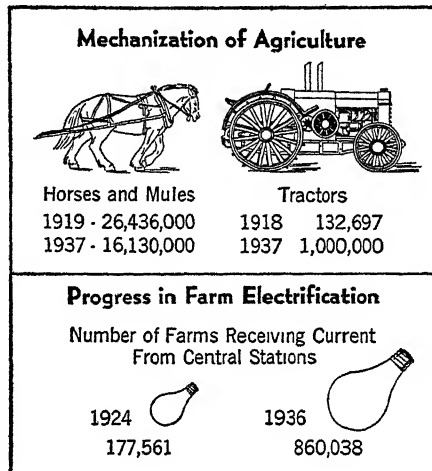 Mechanization of Agriculture
Horses and Mules
1919 - 26,436,000
1937 - 16,130,000
Tractors
1918 132,697
1937 1,000,000
Progress in Farm Electrification
Number of Farms Receiving Current
From Central Stations
1924
177,561
1936
860,038